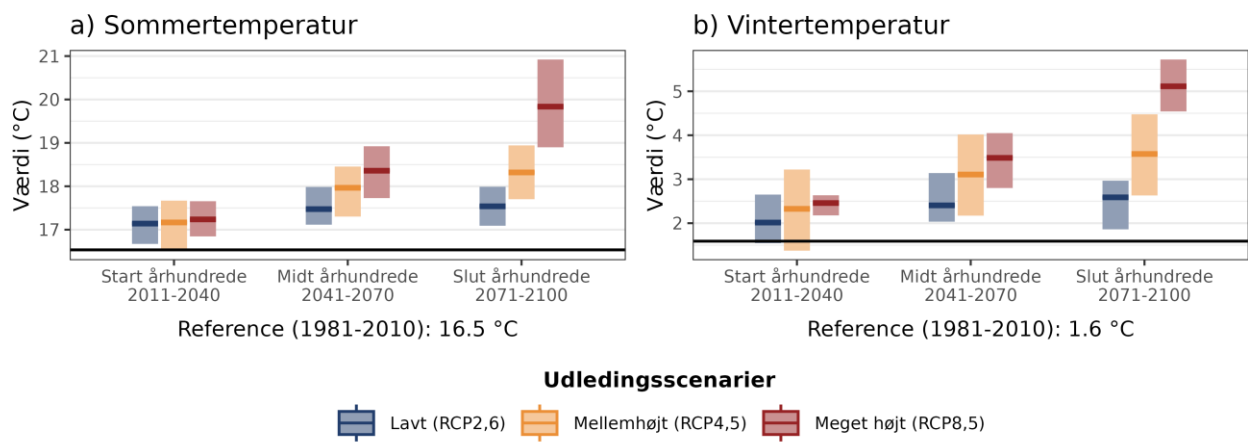 a) Sommertemperatur
Værdi (°C)
21
20
19
18
17
Start århundrede
2011-2040
Midt århundrede
2041-2070
Slut århundrede
2071-2100
Reference (1981-2010): 16.5 °C
b) Vintertemperatur
Værdi (°C)
5
4
3
2
Start århundrede
2011-2040
Midt århundrede
2041-2070
Slut århundrede
2071-2100
Reference (1981-2010): 1.6 °C
Udledingsscenarier
Lavt (RCP2,6)
Mellemhøjt (RCP4,5)
Meget højt (RCP8,5)